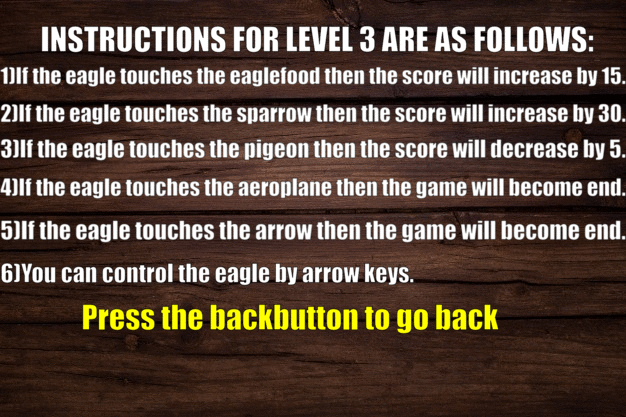 INSTRUCTIONS FOR LEVEL 3 ARE AS FOLLOWS:
1)If the eagle touches the eaglefood then the score will increase by 15.
2)If the eagle touches the sparrow then the score will increase by 30.
3)If the eagle touches the pigeon then the score will decrease by 5.
4)If the eagle touches the aeroplane then the game will become end.
5)If the eagle touches the arrow then the game will become end.
6)You can control the eagle by arrow keys.
Press the backbutton to go back